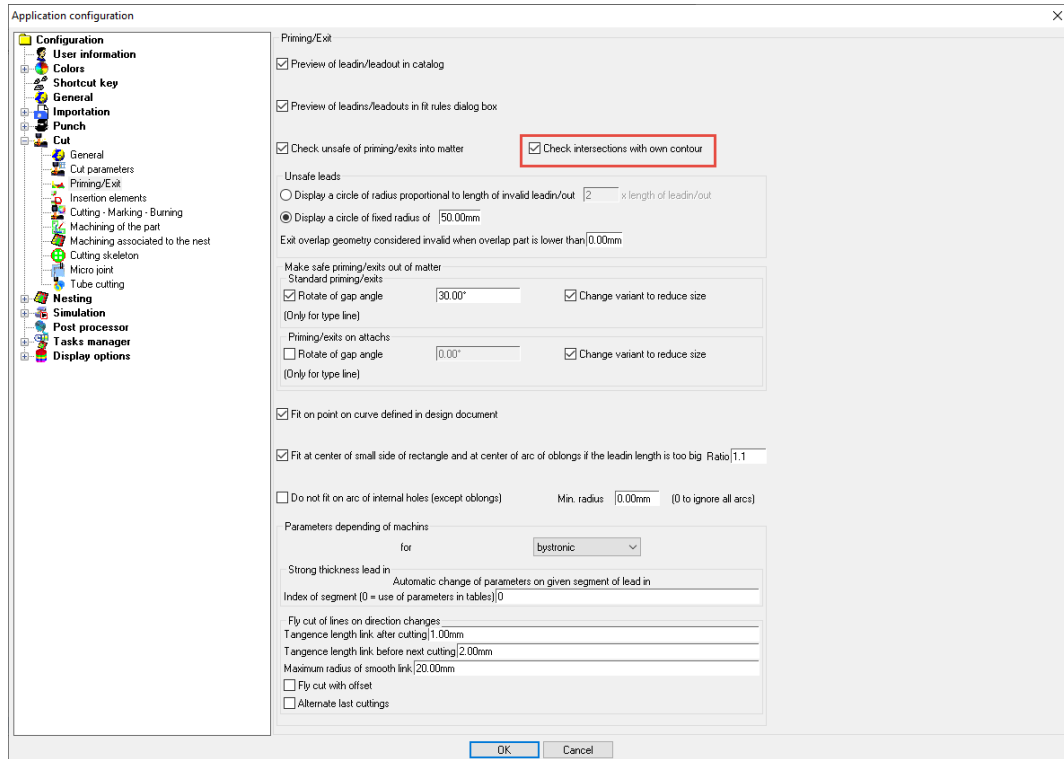 Application configuration
Configuration
User information
Colors
Shortcut key
General
Importation
Punch
Cut
General
Cut parameters
Priming/Exit
Insertion elements
Cutting - Marking - Burning
Machining of the part
Machining associated to the nest
Cutting skeleton
Micro joint
Tube cutting
Nesting
Simulation
Post processor
Tasks manager
Display options
Priming/Exit
Preview of leadin/leadout in catalog
Preview of leadins/leadouts in fit rules dialog box
Check unsafe of priming/exits into matter Check intersections with own contour
Unsafe leads
Display a circle of radius proportional to length of invalid leadin/out 2 x length of leadin/out
Display a circle of fixed radius of 50.00mm
Exit overlap geometry considered invalid when overlap part is lower than 0.00mm
Make safe priming/exits out of matter
Standard priming/exits
Rotate of gap angle 30.00° Change variant to reduce size
(Only for type line)
Priming/exits on attachs
Rotate of gap angle 0.00° Change variant to reduce size
(Only for type line)
Fit on point on curve defined in design document
Fit at center of small side of rectangle and at center of arc of oblongs if the leadin length is too big Ratio 1.1
Do not fit on arc of internal holes (except oblongs) Min. radius 0.00mm (0 to ignore all arcs)
Parameters depending of machins
for bystronic
Strong thickness lead in
Automatic change of parameters on given segment of lead in
Index of segment (0 = use of parameters in tables) 0
Fly cut of lines on direction changes
Tangence length link after cutting 1.00mm
Tangence length link before next cutting 2.00mm
Maximum radius of smooth link 20.00mm
Fly cut with offset
Alternate last cuttings
OK Cancel